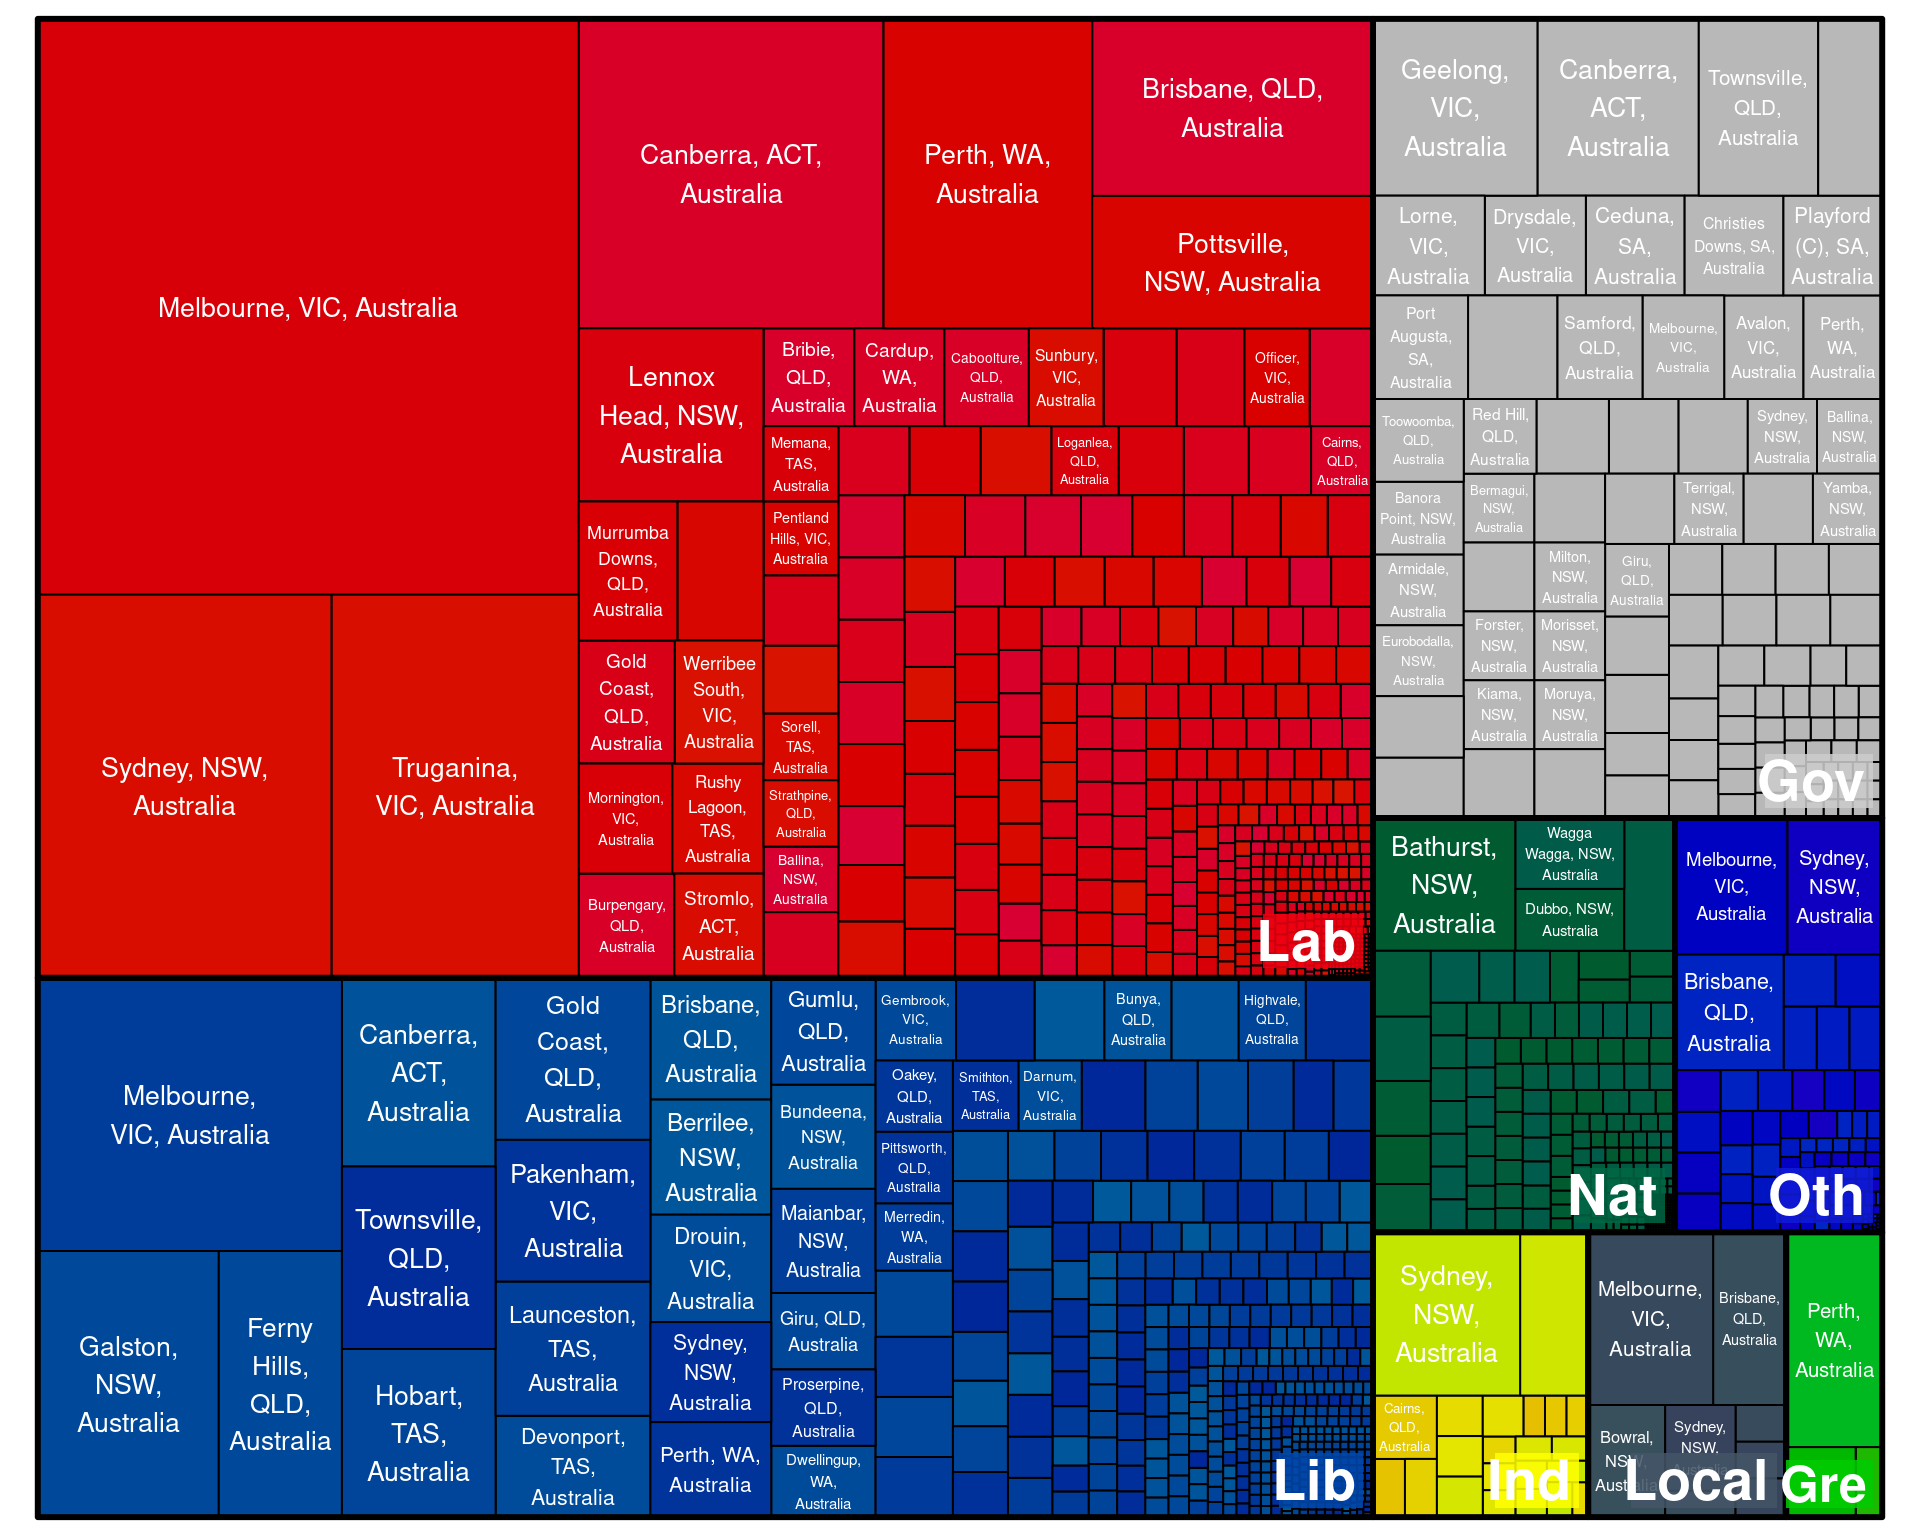 Melbourne, VIC, Australia
Sydney, NSW,
Australia
Truganina,
VIC, Australia
Canberra, ACT,
Australia
Perth, WA,
Australia
Brisbane, QLD,
Australia
Pottsville,
NSW, Australia
Lennox
Head, NSW,
Australia
Murrumba
Downs,
QLD,
Australia
Gold
Coast,
QLD,
Australia
Werribee
South,
VIC,
Australia
Mornington,
VIC,
Australia
Rushy
Lagoon,
TAS,
Australia
Burpengary,
QLD,
Australia
Stromlo,
ACT,
Australia
Bribie,
QLD,
Australia
Cardup,
WA,
Australia
Caboolture,
QLD,
Australia
Sunbury,
VIC,
Australia
Officer,
VIC,
Australia
Memana,
TAS,
Australia
Loganlea,
QLD,
Australia
Cairns,
QLD,
Australia
Pentland
Hills, VIC,
Australia
Sorell,
TAS,
Australia
Strathpine,
QLD,
Australia
Ballina,
NSW,
Australia
Lab
Geelong,
VIC,
Australia
Canberra,
ACT,
Australia
Townsville,
QLD,
Australia
Lorne,
VIC,
Australia
Drysdale,
VIC,
Australia
Ceduna,
SA,
Australia
Christies
Downs, SA,
Australia
Playford
(C), SA,
Australia
Port
Augusta,
SA,
Australia
Samford,
QLD,
Australia
Melbourne,
VIC,
Australia
Avalon,
VIC,
Australia
Perth,
WA,
Australia
Toowoomba,
QLD,
Australia
Red Hill,
QLD,
Australia
Sydney,
NSW,
Australia
Ballina,
NSW,
Australia
Banora
Point, NSW,
Australia
Bermagui,
NSW,
Australia
Terrigal,
NSW,
Australia
Yamba,
NSW,
Australia
Armidale,
NSW,
Australia
Milton,
NSW,
Australia
Giru,
QLD,
Australia
Eurobodalla,
NSW,
Australia
Forster,
NSW,
Australia
Morisset,
NSW,
Australia
Kiama,
NSW,
Australia
Moruya,
NSW,
Australia
Gov
Melbourne,
VIC, Australia
Galston,
NSW,
Australia
Ferny
Hills,
QLD,
Australia
Canberra,
ACT,
Australia
Townsville,
QLD,
Australia
Hobart,
TAS,
Australia
Gold
Coast,
QLD,
Australia
Pakenham,
VIC,
Australia
Launceston,
TAS,
Australia
Devonport,
TAS,
Australia
Brisbane,
QLD,
Australia
Berrilee,
NSW,
Australia
Drouin,
VIC,
Australia
Sydney,
NSW,
Australia
Perth, WA,
Australia
Gumlu,
QLD,
Australia
Bundeena,
NSW,
Australia
Maianbar,
NSW,
Australia
Giru, QLD,
Australia
Proserpine,
QLD,
Australia
Dwellingup,
WA,
Australia
Gembrook,
VIC,
Australia
Bunya,
QLD,
Australia
Highvale,
QLD,
Australia
Oakey,
QLD,
Australia
Smithton,
TAS,
Australia
Darnum,
VIC,
Australia
Pittsworth,
QLD,
Australia
Merredin,
WA,
Australia
Lib
Bathurst,
NSW,
Australia
Wagga
Wagga, NSW,
Australia
Dubbo, NSW,
Australia
Nat
Melbourne,
VIC,
Australia
Sydney,
NSW,
Australia
Brisbane,
QLD,
Australia
Oth
Sydney,
NSW,
Australia
Cairns,
QLD,
Australia
Ind
Melbourne,
VIC,
Australia
Brisbane,
QLD,
Australia
Bowral,
NSW,
Australia
Sydney,
NSW,
Australia
Local
Perth,
WA,
Australia
Gre